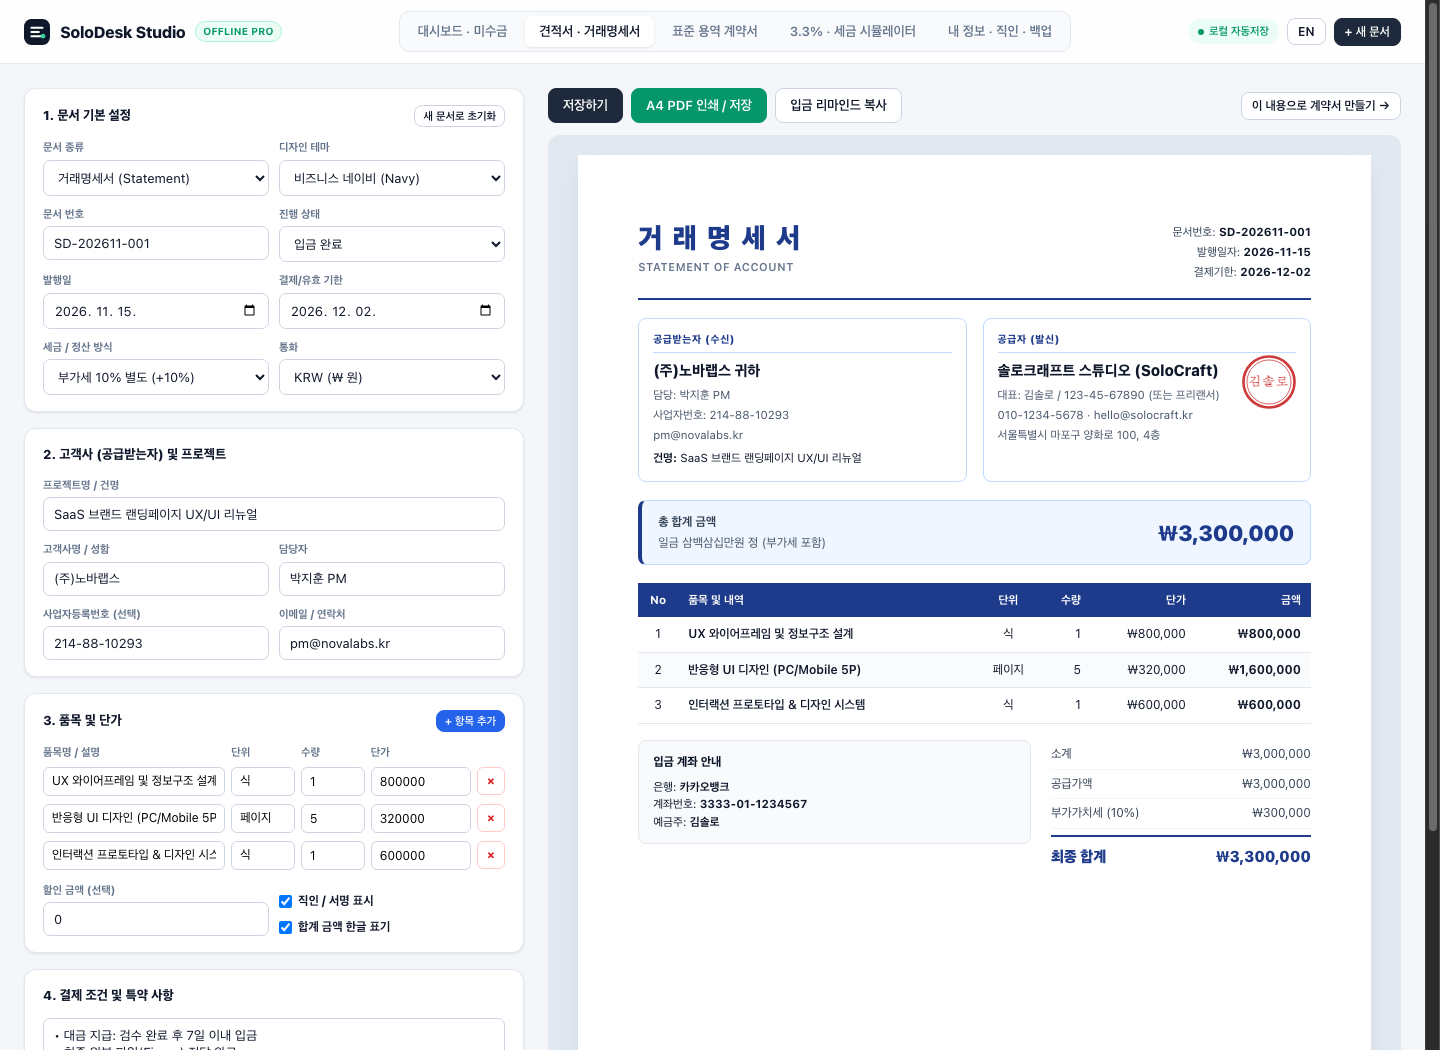 SoloDesk Studio OFFLINE PRO
대시보드 · 미수금 견적서 · 거래명세서 표준 용역 계약서 3.3% · 세금 시뮬레이터 내 정보 · 직인 · 백업
로컬 자동저장 EN + 새 문서
1. 문서 기본 설정 새 문서로 초기화
문서 종류 디자인 테마
거래명세서 (Statement) 비즈니스 네이비 (Navy)
문서 번호 진행 상태
SD-202611-001 입금 완료
발행일 결제/유효 기한
2026. 11. 15. 2026. 12. 02.
세금 / 정산 방식 통화
부가세 10% 별도 (+10%) KRW (₩ 원)
2. 고객사 (공급받는자) 및 프로젝트
프로젝트명 / 건명
SaaS 브랜드 랜딩페이지 UX/UI 리뉴얼
고객사명 / 성함 담당자
(주)노바랩스 박지훈 PM
사업자등록번호 (선택) 이메일 / 연락처
214-88-10293 pm@novalabs.kr
3. 품목 및 단가 + 항목 추가
품목명 / 설명 단위 수량 단가
UX 와이어프레임 및 정보구조 설계 식 1 800000 ×
반응형 UI 디자인 (PC/Mobile 5P 페이지 5 320000 ×
인터랙션 프로토타입 & 디자인 시스 식 1 600000 ×
할인 금액 (선택)
0
직인 / 서명 표시
합계 금액 한글 표기
4. 결제 조건 및 특약 사항
• 대금 지급: 검수 완료 후 7일 이내 입금
저장하기 A4 PDF 인쇄 / 저장 입금 리마인드 복사 이 내용으로 계약서 만들기 →
거래명세서
STATEMENT OF ACCOUNT
문서번호: SD-202611-001
발행일자: 2026-11-15
결제기한: 2026-12-02
공급받는자 (수신)
(주)노바랩스 귀하
담당: 박지훈 PM
사업자번호: 214-88-10293
pm@novalabs.kr
건명: SaaS 브랜드 랜딩페이지 UX/UI 리뉴얼
공급자 (발신)
솔로크래프트 스튜디오 (SoloCraft)
대표: 김솔로 / 123-45-67890 (또는 프리랜서)
010-1234-5678 · hello@solocraft.kr
서울특별시 마포구 양화로 100, 4층
김솔로
총 합계 금액
일금 삼백삼십만원 정 (부가세 포함)
₩3,300,000
No 품목 및 내역 단위 수량 단가 금액
1 UX 와이어프레임 및 정보구조 설계 식 1 ₩800,000 ₩800,000
2 반응형 UI 디자인 (PC/Mobile 5P) 페이지 5 ₩320,000 ₩1,600,000
3 인터랙션 프로토타입 & 디자인 시스템 식 1 ₩600,000 ₩600,000
입금 계좌 안내
은행: 카카오뱅크
계좌번호: 3333-01-1234567
예금주: 김솔로
소계 ₩3,000,000
공급가액 ₩3,000,000
부가가치세 (10%) ₩300,000
최종 합계 ₩3,300,000